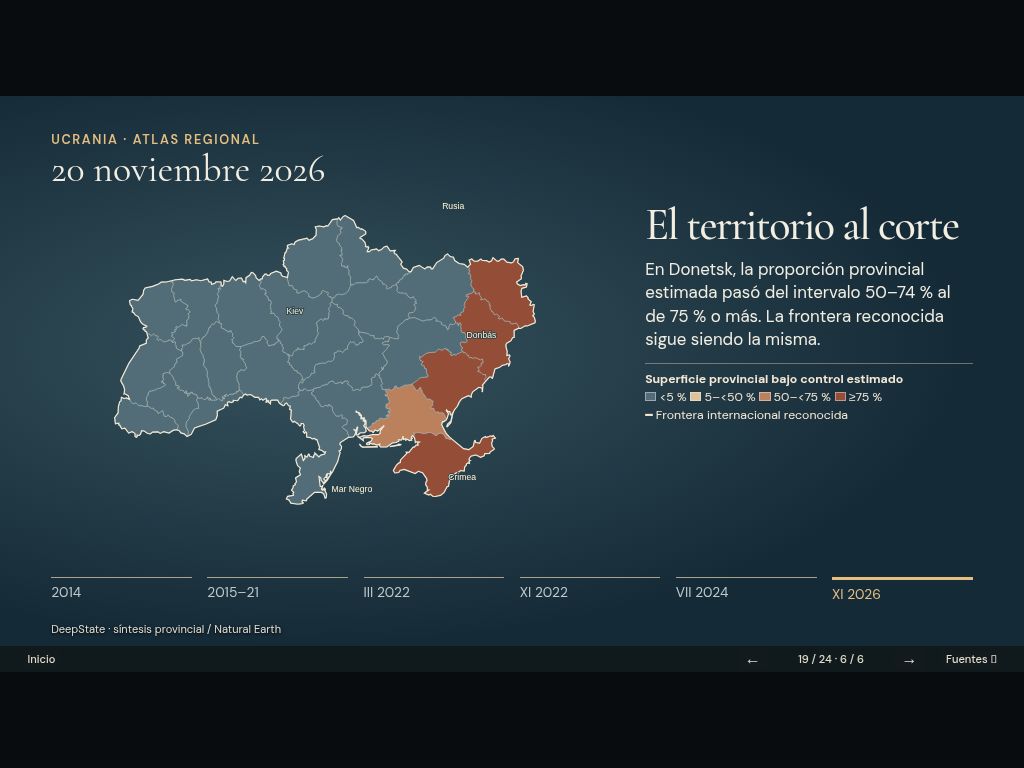 UCRANIA · ATLAS REGIONAL
20 noviembre 2026
Rusia
Kiev
Donbás
Crimea
Mar Negro
El territorio al corte
En Donetsk, la proporción provincial
estimada pasó del intervalo 50–74 % al
de 75 % o más. La frontera reconocida
sigue siendo la misma.
Superficie provincial bajo control estimado
<5 % 5–<50 % 50–<75 % ≥75 %
Frontera internacional reconocida
2014
2015–21
III 2022
XI 2022
VII 2024
XI 2026
DeepState · síntesis provincial / Natural Earth
Inicio
← 19 / 24 · 6 / 6 → Fuentes